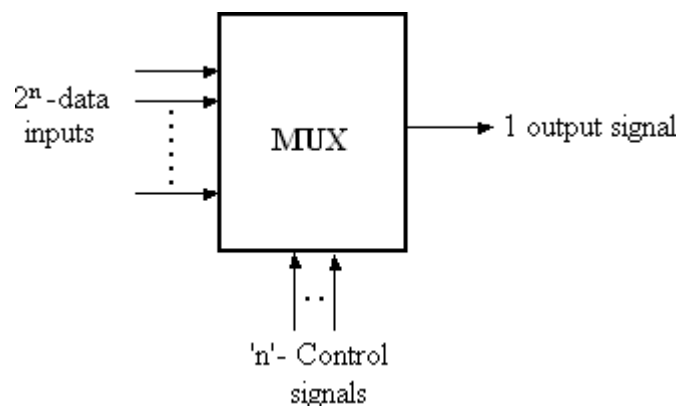 2ⁿ-data
inputs
MUX
1 output signal
'n'- Control
signals